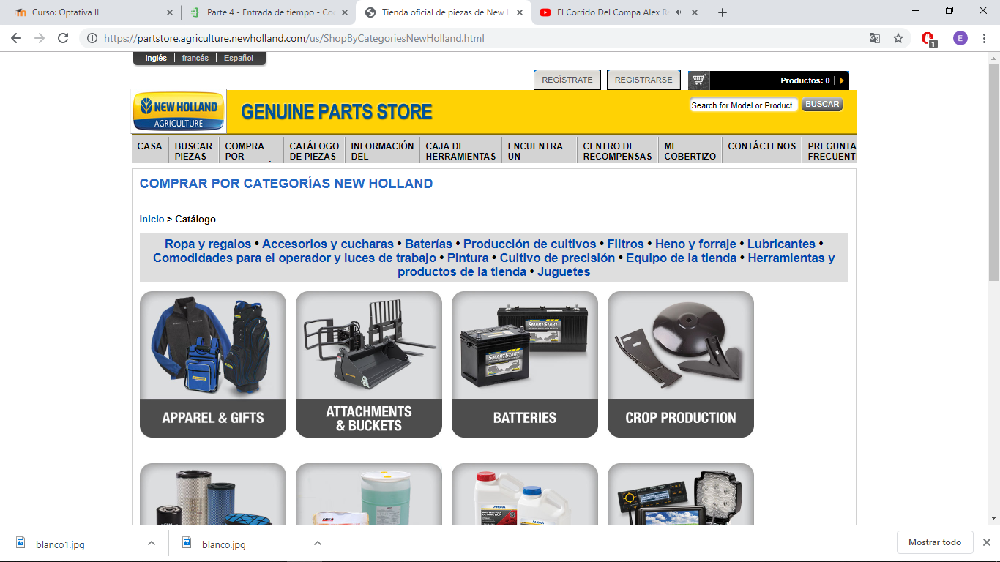 Curso: Optativa II
Parte 4 - Entrada de tiempo - Co
Tienda oficial de piezas de New H
El Corrido Del Compa Alex R
https://partstore.agriculture.newholland.com/us/ShopByCategoriesNewHolland.html
1
E
Inglés | francés | Español
REGÍSTRATE
REGISTRARSE
Productos: 0
NEW HOLLAND
AGRICULTURE
GENUINE PARTS STORE
Search for Model or Product
BUSCAR
CASA
BUSCAR
PIEZAS
COMPRA
POR
CATÁLOGO
DE PIEZAS
INFORMACIÓN
DEL
CAJA DE
HERRAMIENTAS
ENCUENTRA
UN
CENTRO DE
RECOMPENSAS
MI
COBERTIZO
CONTÁCTENOS
PREGUNTA
FRECUENT
COMPRAR POR CATEGORÍAS NEW HOLLAND
Inicio > Catálogo
Ropa y regalos • Accesorios y cucharas • Baterías • Producción de cultivos • Filtros • Heno y forraje • Lubricantes •
Comodidades para el operador y luces de trabajo • Pintura • Cultivo de precisión • Equipo de la tienda • Herramientas y
productos de la tienda • Juguetes
SMARTSTART
SMARTSTART
APPAREL & GIFTS
ATTACHMENTS
& BUCKETS
BATTERIES
CROP PRODUCTION
blanco1.jpg
blanco.jpg
Mostrar todo